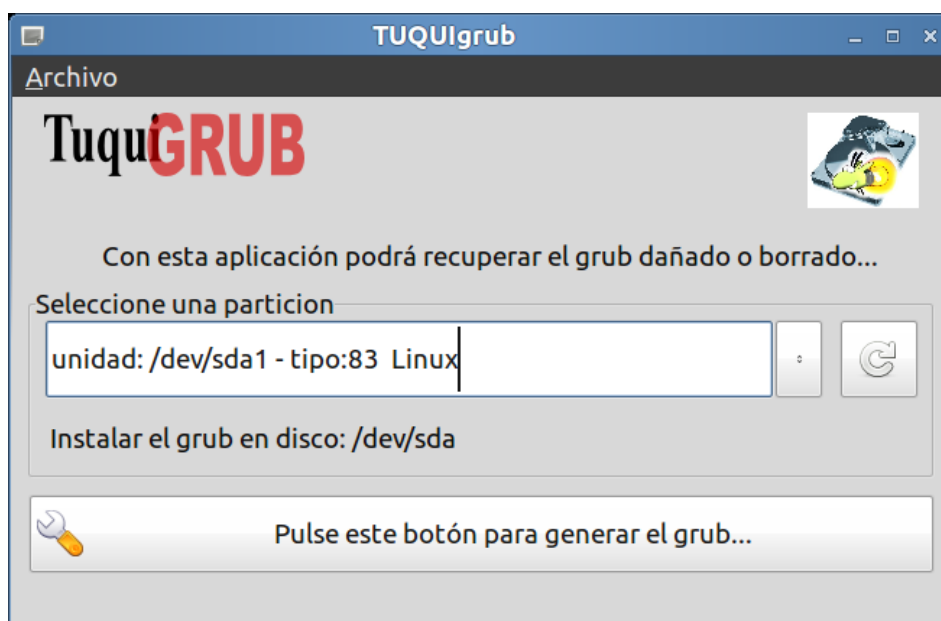 TUQUIgrub
Archivo
TuquiGRUB
Con esta aplicación podrá recuperar el grub dañado o borrado...
Seleccione una particion
unidad: /dev/sda1 - tipo:83  Linux
Instalar el grub en disco: /dev/sda
Pulse este botón para generar el grub...